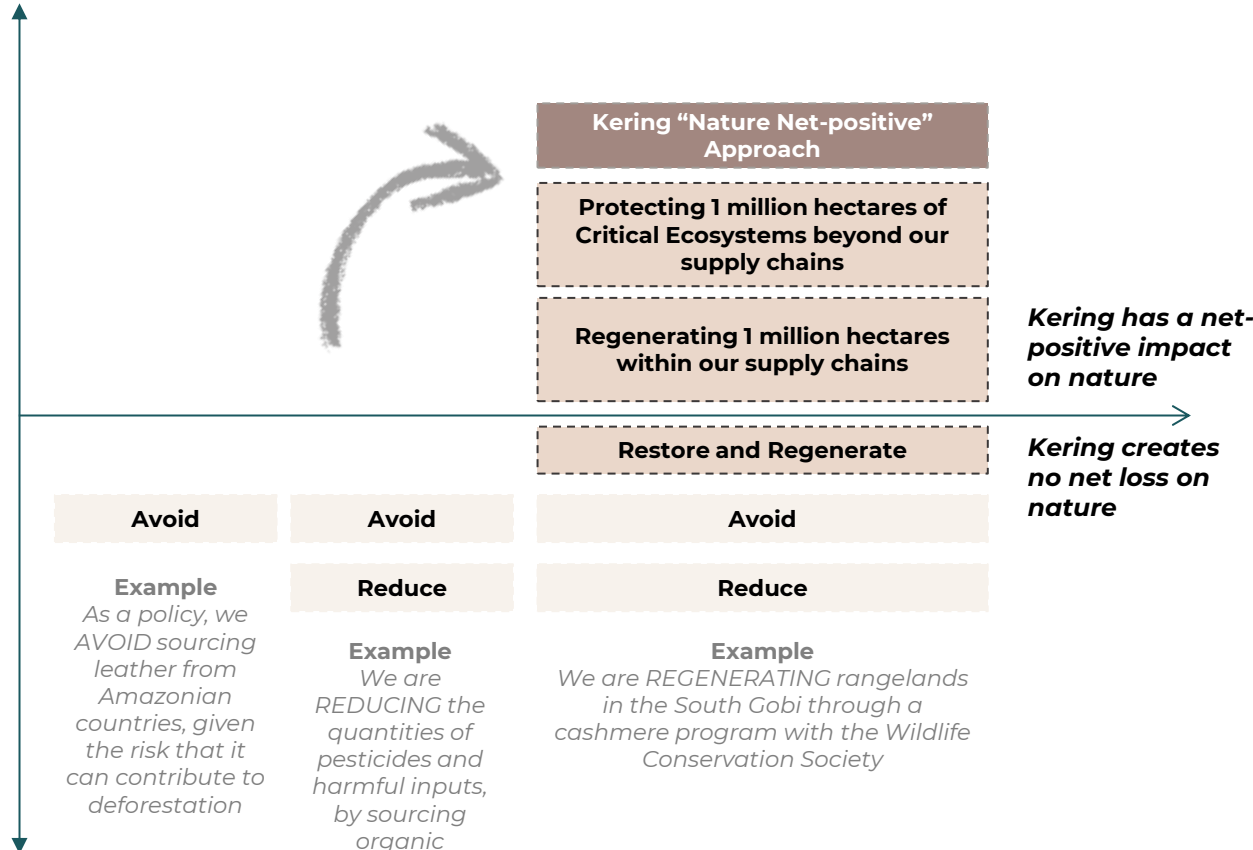 Kering “Nature Net-positive”
Approach
Protecting 1 million hectares of
Critical Ecosystems beyond our
supply chains
Regenerating 1 million hectares
within our supply chains
Kering has a net-
positive impact
on nature
Restore and Regenerate
Kering creates
no net loss on
nature
Avoid
Example
As a policy, we
AVOID sourcing
leather from
Amazonian
countries, given
the risk that it
can contribute to
deforestation
Avoid
Reduce
Example
We are
REDUCING the
quantities of
pesticides and
harmful inputs,
by sourcing
organic
Avoid
Reduce
Example
We are REGENERATING rangelands
in the South Gobi through a
cashmere program with the Wildlife
Conservation Society